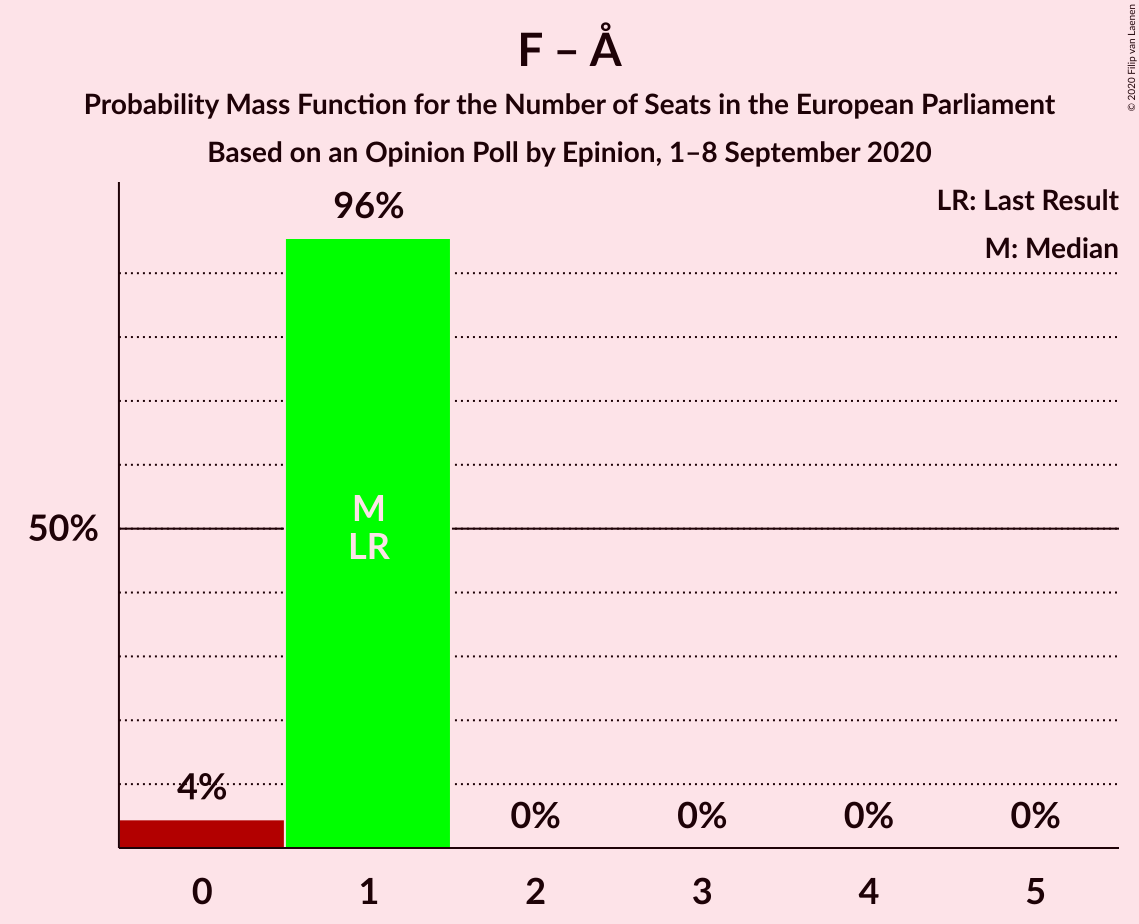 F – Å
Probability Mass Function for the Number of Seats in the European Parliament
Based on an Opinion Poll by Epinion, 1–8 September 2020
© 2020 Filip van Laenen
LR: Last Result
M: Median
96%
M
LR
50%
4%
0%
0%
0%
0%
0
1
2
3
4
5